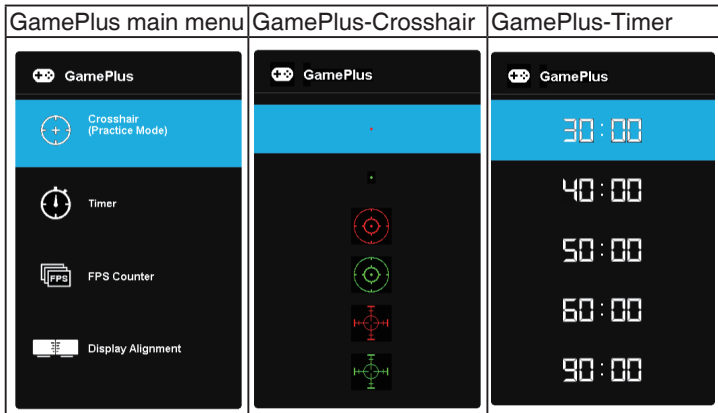 GamePlus main menu
GamePlus
Crosshair
(Practice Mode)
Timer
FPS
FPS Counter
Display Alignment
GamePlus-Crosshair
GamePlus
GamePlus-Timer
GamePlus
30:00
40:00
50:00
60:00
90:00